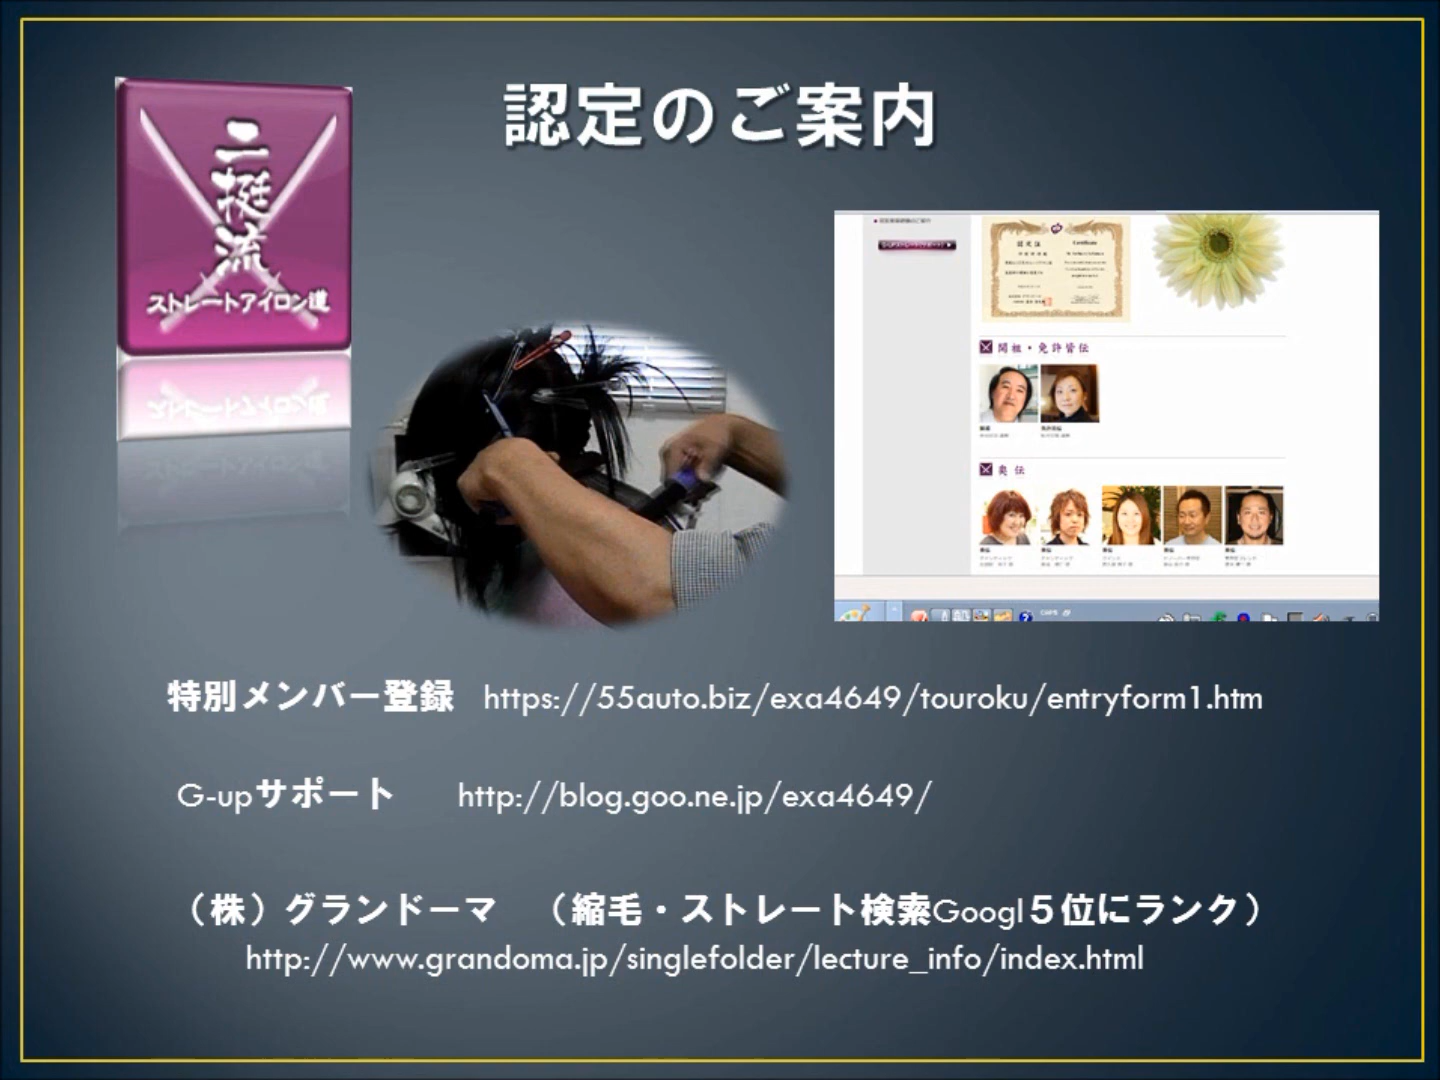 認定のご案内
二挺流
ストレートアイロン道
認定証
Certificate
開祖・免許皆伝
奥伝
特別メンバー登録 https://55auto.biz/exa4649/touroku/entryform1.htm
G-upサポート http://blog.goo.ne.jp/exa4649/
（株）グランドーマ （縮毛・ストレート検索Googl５位にランク）
http://www.grandoma.jp/singlefolder/lecture_info/index.html